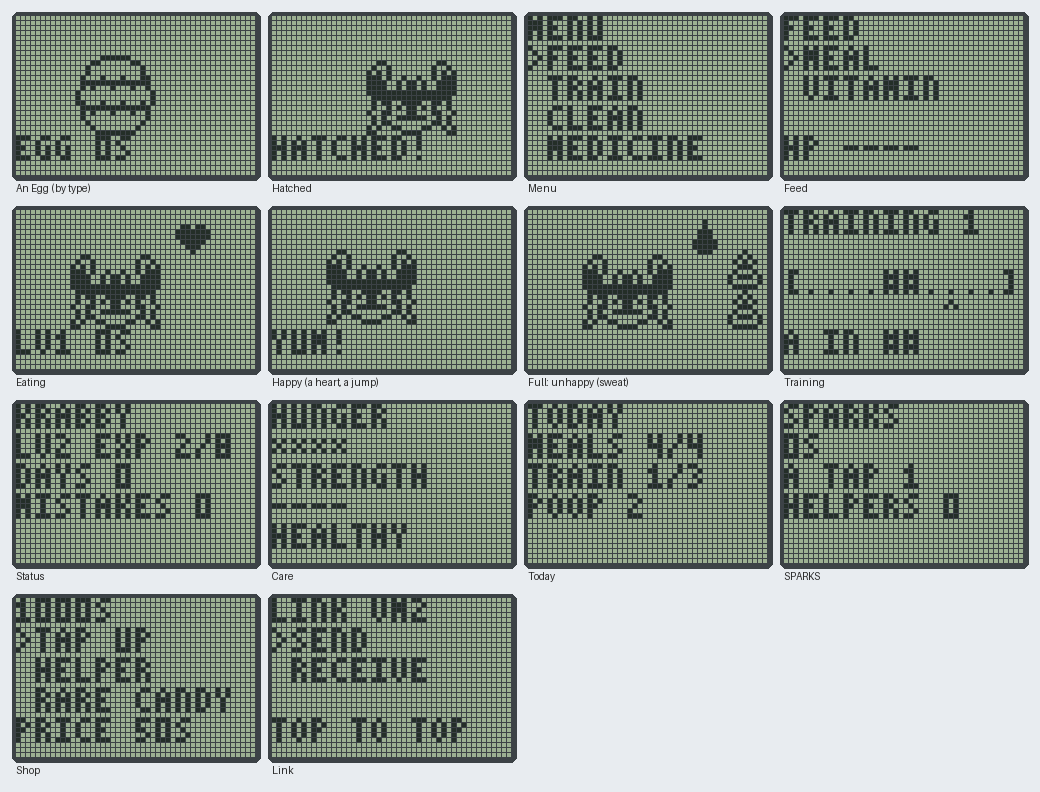 EGG 0S
An Egg (by type)
HATCHED!
Hatched
MENU
>FEED
TRAIN
CLEAN
MEDICINE
Menu
FEED
>MEAL
VITAMIN
HP ----
Feed
LV1 0S
Eating
YUM!
Happy (a heart, a jump)
Full: unhappy (sweat)
TRAINING 1
[....##....]
^
A IN ##
Training
KRABBY
LV2 EXP 2/8
DAYS 0
MISTAKES 0
Status
HUNGER
STRENGTH
----
HEALTHY
Care
TODAY
MEALS 4/4
TRAIN 1/3
POOP 2
Today
SPARKS
0S
A TAP 1
HELPERS 0
SPARKS
>TAP UP
HELPER
RARE CANDY
PRICE 50S
Shop
LINK
>SEND
RECEIVE
TOP TO TOP
Link